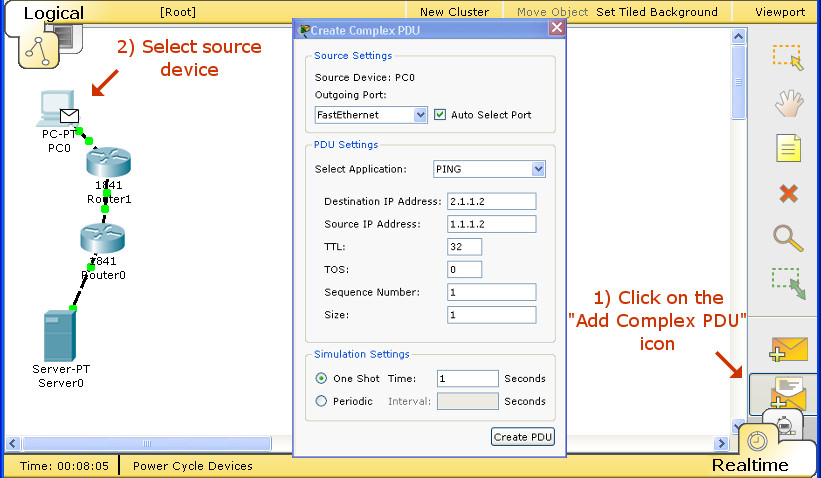 Logical
[Root]
New Cluster
Move Object
Set Tiled Background
Viewport
2) Select source
device
PC-PT
PC0
1841
Router1
1841
Router0
Server-PT
Server0
Create Complex PDU
Source Settings
Source Device: PC0
Outgoing Port:
FastEthernet
Auto Select Port
PDU Settings
Select Application: PING
Destination IP Address: 2.1.1.2
Source IP Address: 1.1.1.2
TTL: 32
TOS: 0
Sequence Number: 1
Size: 1
Simulation Settings
One Shot Time: 1 Seconds
Periodic Interval: Seconds
Create PDU
1) Click on the
"Add Complex PDU"
icon
Time: 00:08:05
Power Cycle Devices
Realtime